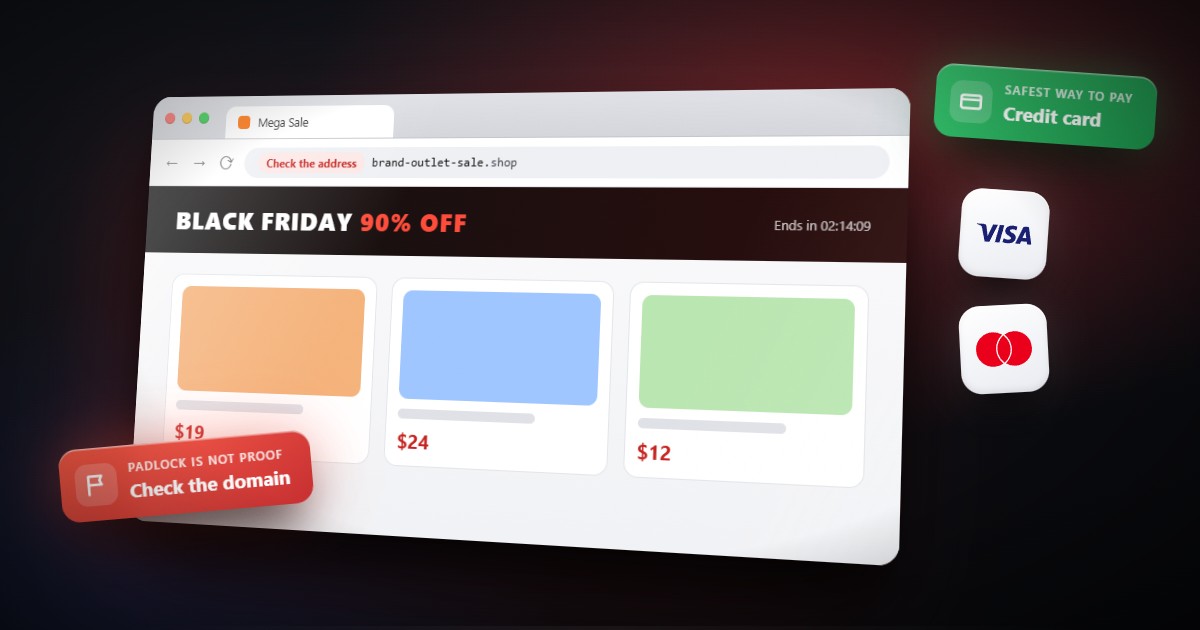 Mega Sale
Check the address brand-outlet-sale.shop
BLACK FRIDAY 90% OFF
Ends in 02:14:09
$19
$24
$12
PADLOCK IS NOT PROOF
Check the domain
SAFEST WAY TO PAY
Credit card
VISA